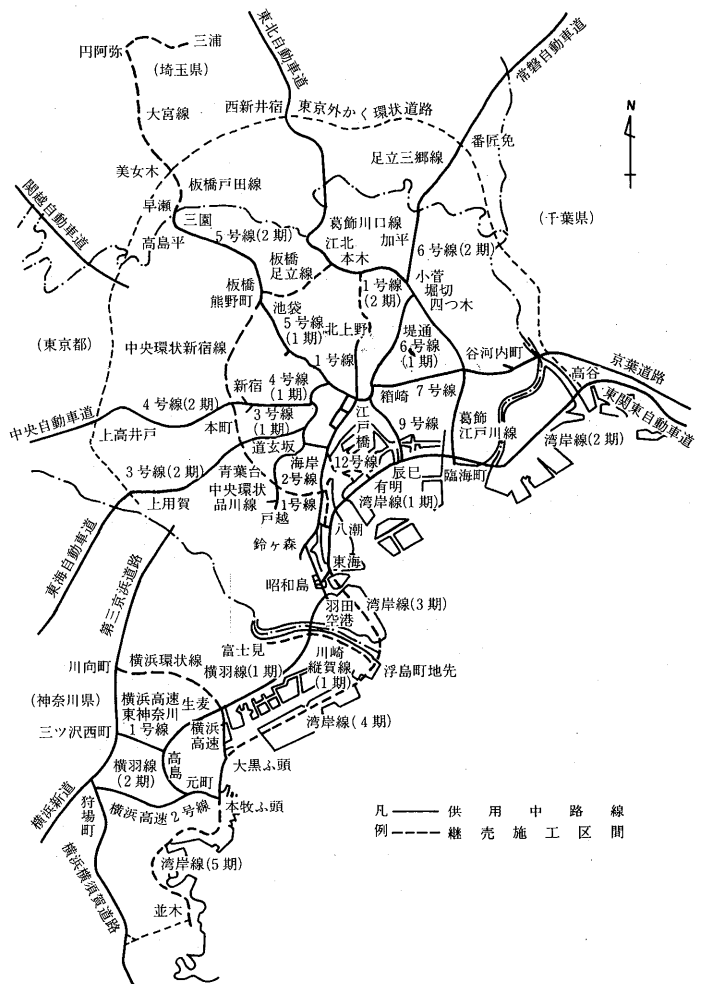 三浦
円阿弥
(埼玉県)
東北自動車道
常磐自動車道
大宮線
西新井宿
東京外かく環状道路
N
番匠免
足立三郷線
美女木
板橋戸田線
関越自動車道
早瀬
三園
高島平
5号線(2期)
葛飾川口線
江北
加平
本木
6号線(2期)
(千葉県)
板橋
足立線
小菅
堀切
四つ木
板橋
熊野町
1号線
(2期)
池袋
5号線
(1期)
北上野
堤通
6号線
(1期)
谷河内町
京葉道路
高谷
東関東自動車道
(東京都)
中央環状新宿線
1号線
新宿
4号線
(1期)
箱崎
7号線
中央自動車道
4号線(2期)
上高井戸
本町
3号線
(1期)
江戸橋
9号線
葛飾
江戸川線
湾岸線(2期)
道玄坂
海岸
12号線
辰巳
臨海町
3号線(2期)
青葉台
2号線
有明
湾岸線(1期)
中央環状
品川線
1号線
上用賀
戸越
東海自動車道
八潮
鈴ヶ森
東海
第三京浜道路
昭和島
羽田
空港
湾岸線(3期)
富士見
川崎
縦貫線
(1期)
浮島町地先
川向町
横浜環状線
横羽線(1期)
(神奈川県)
横浜高速
東神奈川
1号線
生麦
横浜
高速
湾岸線(4期)
三ツ沢西町
横羽線
(2期)
高島
大黒ふ頭
元町
横浜新道
狩場町
横浜高速2号線
本牧ふ頭
凡 供用中路線
例 継売施工区間
湾岸線(5期)
横浜横須賀道路
並木